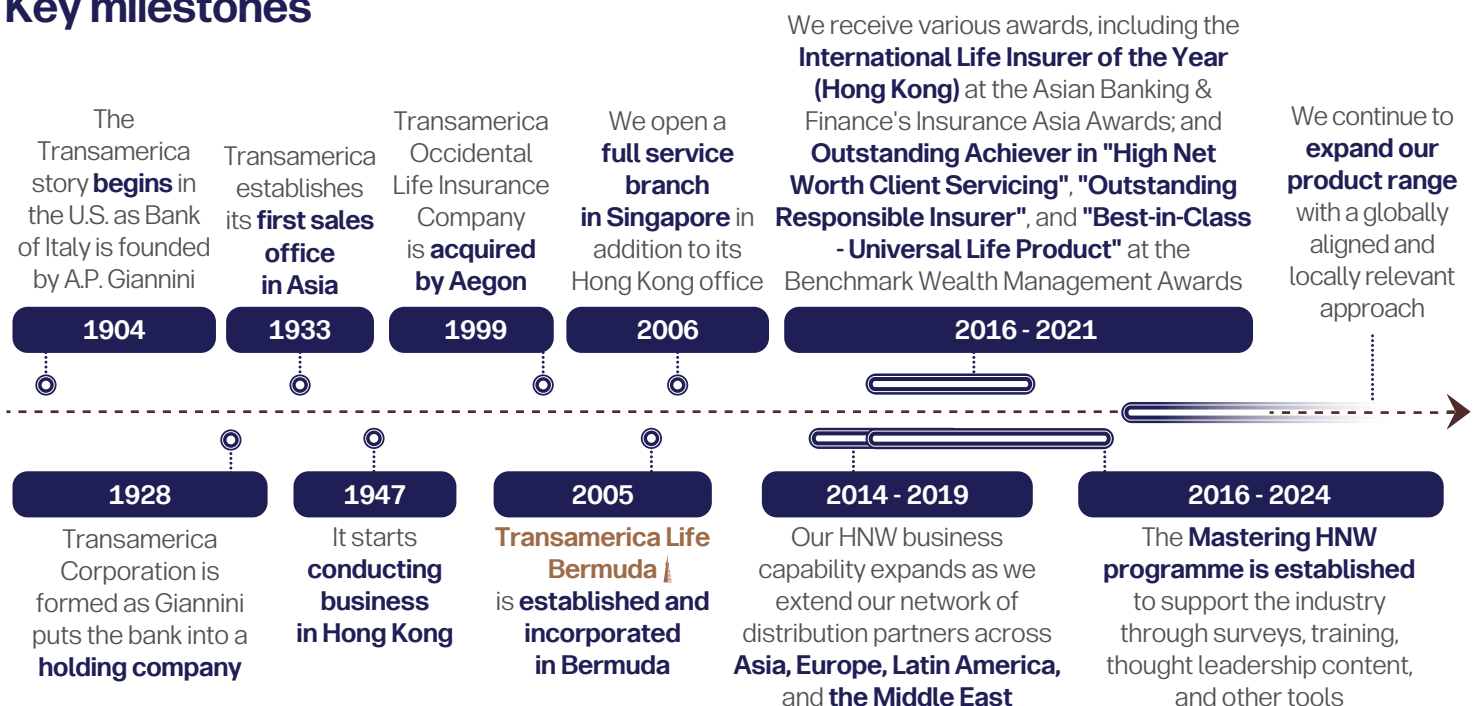 Key milestones
The
Transamerica
story begins in
the U.S. as Bank
of Italy is founded
by A.P. Giannini
1904
Transamerica
establishes
its first sales
office
in Asia
1933
Transamerica
Occidental
Life Insurance
Company
is acquired
by Aegon
1999
We open a
full service
branch
in Singapore in
addition to its
Hong Kong office
2006
We receive various awards, including the
International Life Insurer of the Year
(Hong Kong) at the Asian Banking &
Finance's Insurance Asia Awards; and
Outstanding Achiever in "High Net
Worth Client Servicing", "Outstanding
Responsible Insurer", and "Best-in-Class
- Universal Life Product" at the
Benchmark Wealth Management Awards
2016 - 2021
We continue to
expand our
product range
with a globally
aligned and
locally relevant
approach
1928
Transamerica
Corporation is
formed as Giannini
puts the bank into a
holding company
1947
It starts
conducting
business
in Hong Kong
2005
Transamerica Life
Bermuda
is established and
incorporated
in Bermuda
2014 - 2019
Our HNW business
capability expands as we
extend our network of
distribution partners across
Asia, Europe, Latin America,
and the Middle East
2016 - 2024
The Mastering HNW
programme is established
to support the industry
through surveys, training,
thought leadership content,
and other tools